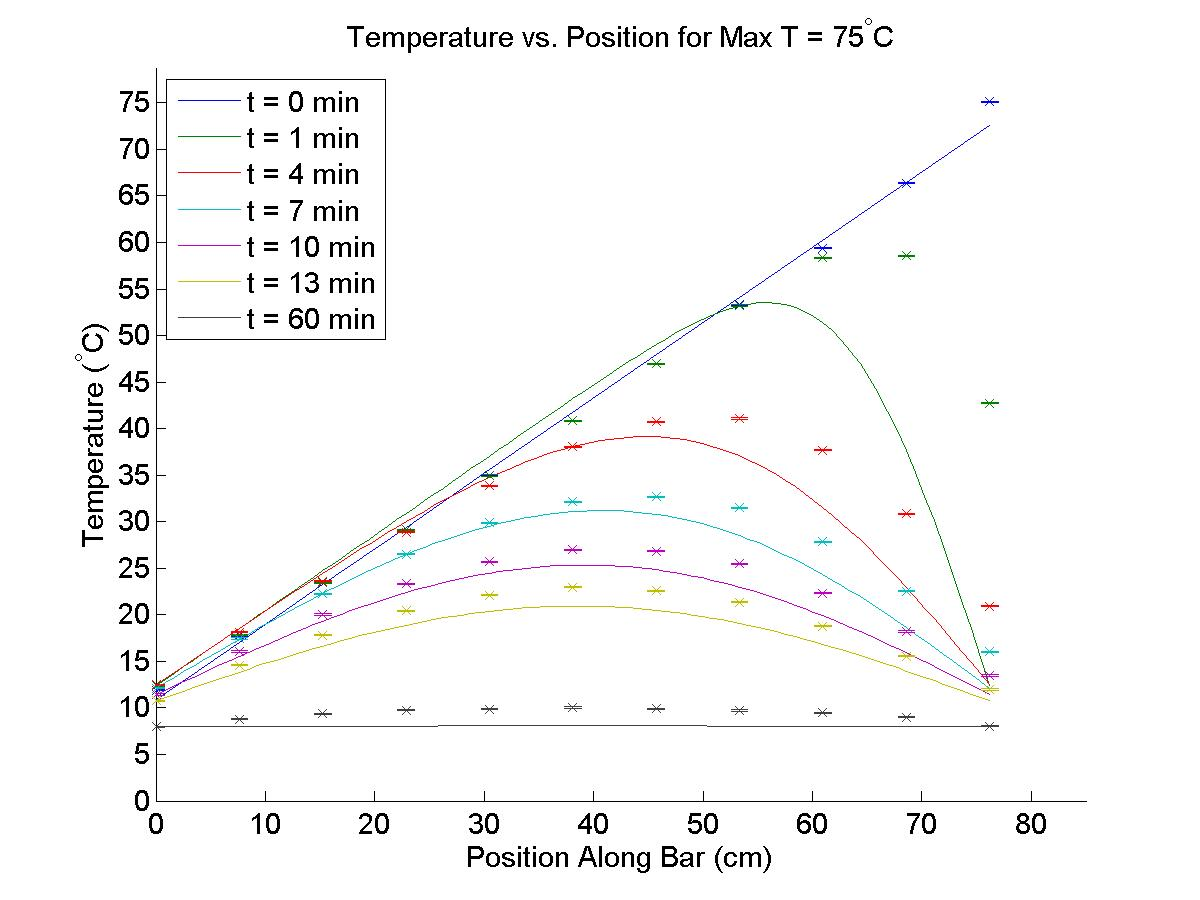 Temperature vs. Position for Max T = 75°C
t = 0 min
t = 1 min
t = 4 min
t = 7 min
t = 10 min
t = 13 min
t = 60 min
75
70
65
60
55
50
45
40
35
30
25
20
15
10
5
0
Temperature (°C)
0 10 20 30 40 50 60 70 80
Position Along Bar (cm)